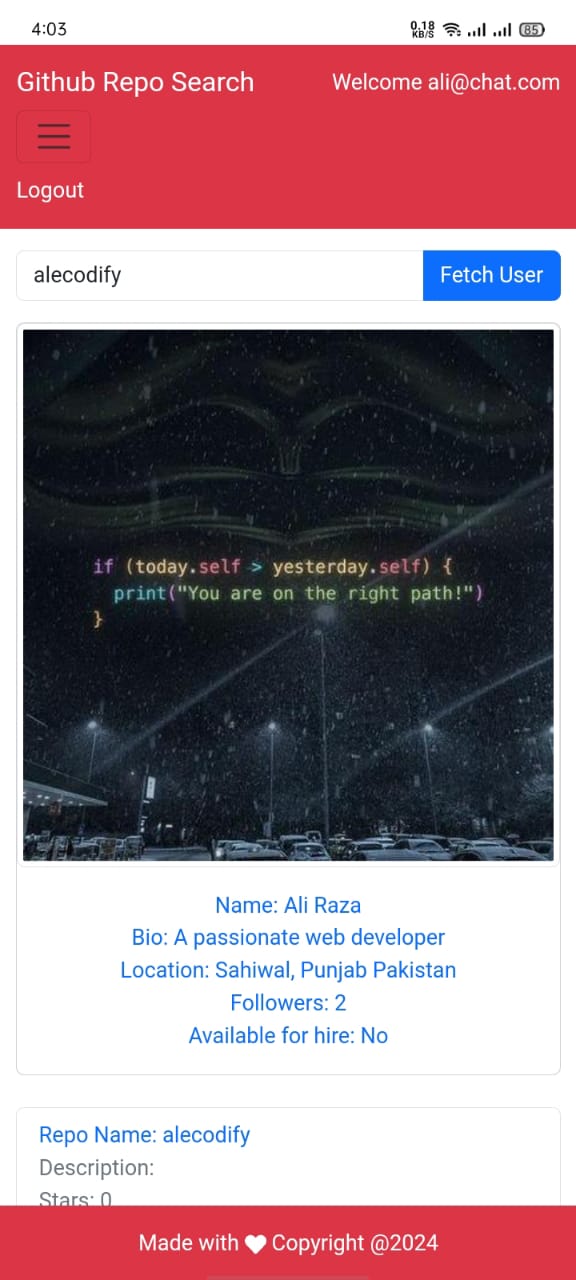 4:03
0.18
KB/S
85
Github Repo Search
Welcome ali@chat.com
Logout
alecodify
Fetch User
if (today.self > yesterday.self) {
print("You are on the right path!")
}
Name: Ali Raza
Bio: A passionate web developer
Location: Sahiwal, Punjab Pakistan
Followers: 2
Available for hire: No
Repo Name: alecodify
Description:
Stars: 0
Made with ❤ Copyright @2024